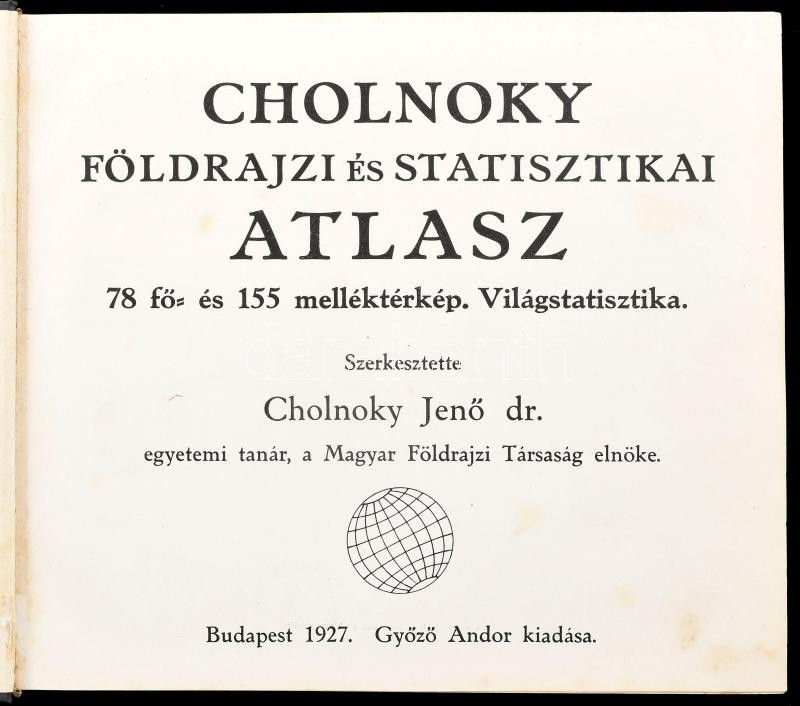 CHOLNOKY
FÖLDRAJZI ÉS STATISZTIKAI
ATLASZ
78 fő- és 155 melléktérkép. Világstatisztika.
Szerkesztette
Cholnoky Jenő dr.
egyetemi tanár, a Magyar Földrajzi Társaság elnöke.
Budapest 1927. Győző Andor kiadása.